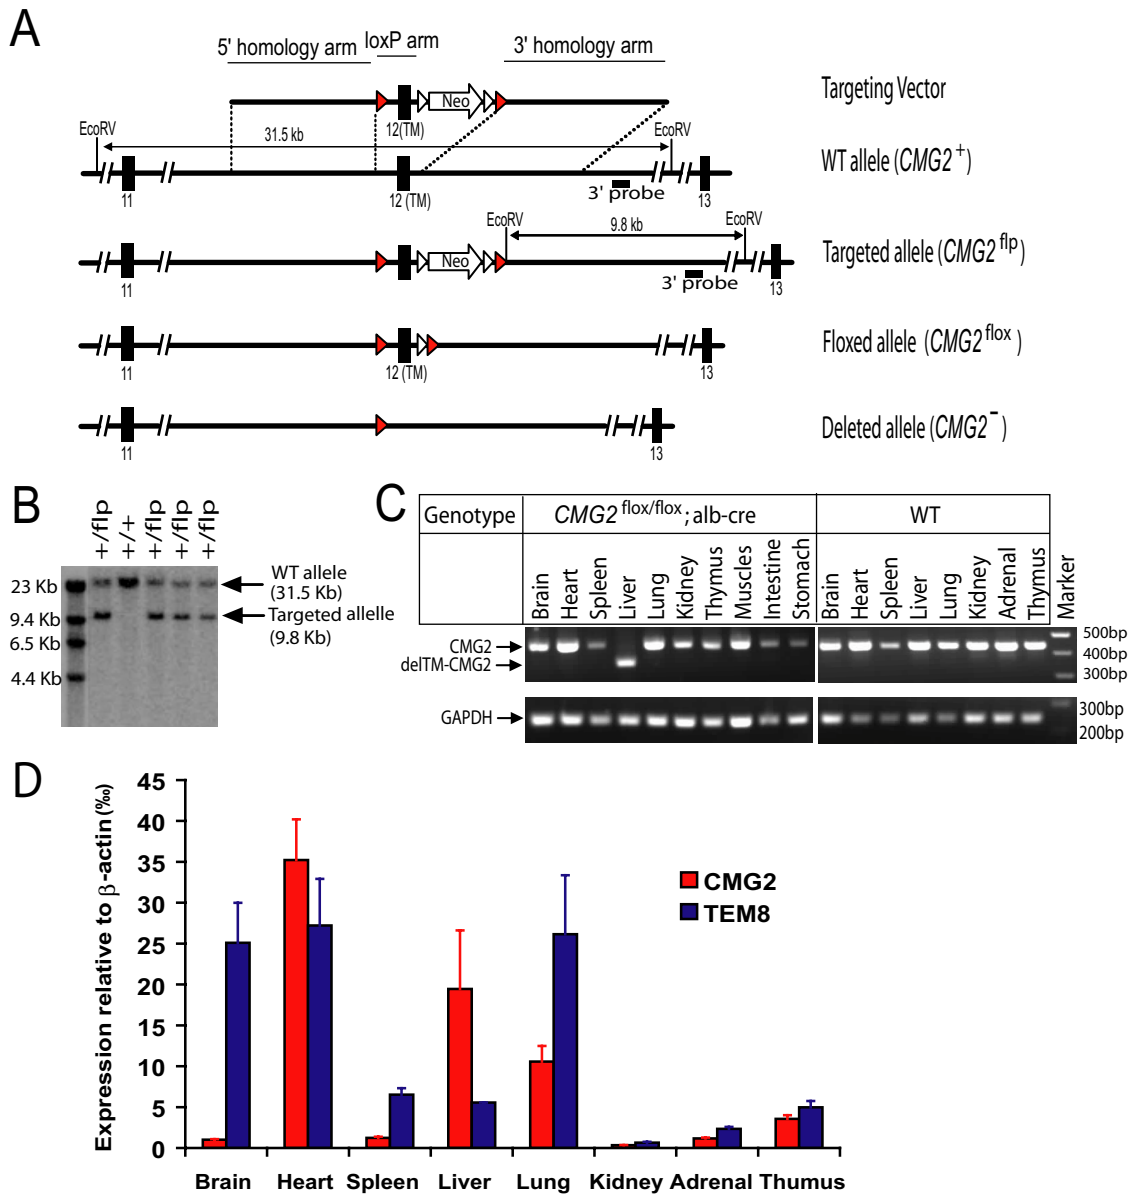 A
5' homology arm
loxP arm
3' homology arm
Neo
12(TM)
Targeting Vector
EcoRV
31.5 kb
EcoRV
WT allele (CMG2+)
11
12 (TM)
3' probe
13
EcoRV
9.8 kb
EcoRV
Neo
Targeted allele (CMG2flp)
11
3' probe
13
Floxed allele (CMG2flox)
11
12 (TM)
13
Deleted allele (CMG2−)
11
13
B
+/flp
+/+
+/flp
+/flp
+/flp
23 Kb
9.4 Kb
6.5 Kb
4.4 Kb
WT allele
(31.5 Kb)
Targeted allelle
(9.8 Kb)
C
Genotype
CMG2flox/flox; alb-cre
WT
Brain
Heart
Spleen
Liver
Lung
Kidney
Thymus
Muscles
Intestine
Stomach
Brain
Heart
Spleen
Liver
Lung
Kidney
Adrenal
Thymus
Marker
CMG2
delTM-CMG2
500bp
400bp
300bp
GAPDH
300bp
200bp
D
Expression relative to β-actin(‰)
45
40
35
30
25
20
15
10
5
0
CMG2
TEM8
Brain Heart Spleen Liver Lung Kidney Adrenal Thumus